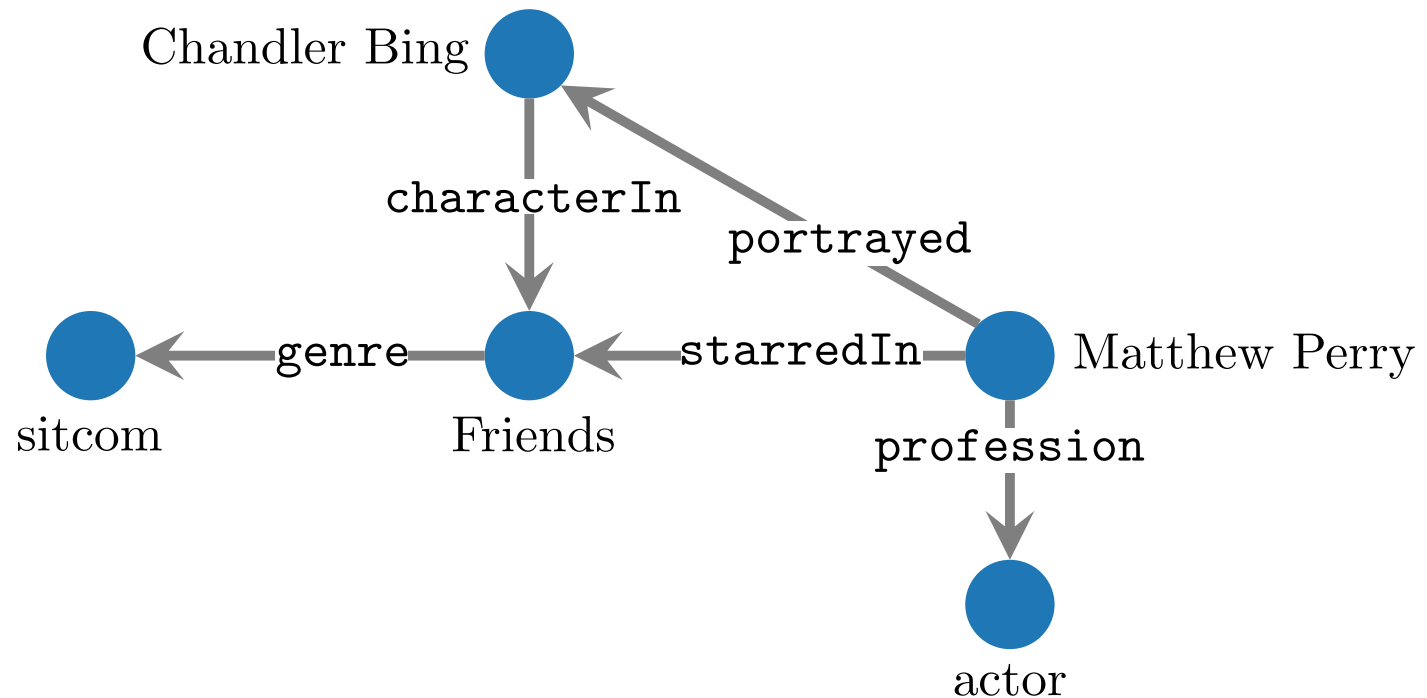 Chandler Bing
characterIn
portrayed
genre
starredIn
Matthew Perry
sitcom
Friends
profession
actor